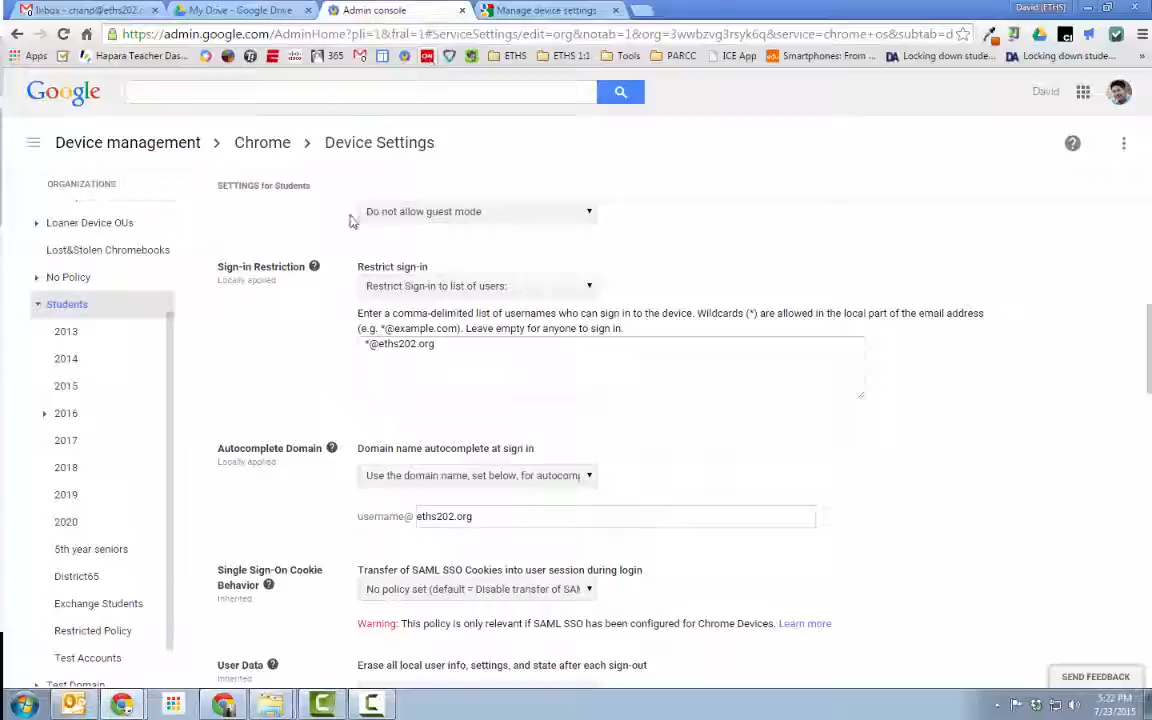 Inbox - chand@eths202.
My Drive - Google Drive
Admin console
Manage device settings
David (ETHS)
https://admin.google.com/AdminHome?pli=1&fral=1#ServiceSettings/edit=org&notab=1&org=3wwbzvg3rsyk6q&service=chrome+os&subtab=d
Apps
Hapara Teacher Das...
365
ETHS
ETHS 1:1
Tools
PARCC
ICE App
Smartphones: From ...
Locking down stude...
Locking down stude...
Google
David
Device management
Chrome
Device Settings
ORGANIZATIONS
SETTINGS for Students
Loaner Device OUs
Do not allow guest mode
Lost&Stolen Chromebooks
Sign-in Restriction
Locally applied
Restrict sign-in
No Policy
Restrict Sign-in to list of users:
Students
Enter a comma-delimited list of usernames who can sign in to the device. Wildcards (*) are allowed in the local part of the email address
(e.g. *@example.com). Leave empty for anyone to sign in.
2013
*@eths202.org
2014
2015
2016
2017
Autocomplete Domain
Locally applied
Domain name autocomplete at sign in
2018
Use the domain name, set below, for autocomp
2019
2020
username@ eths202.org
5th year seniors
District65
Single Sign-On Cookie
Behavior
Inherited
Transfer of SAML SSO Cookies into user session during login
No policy set (default = Disable transfer of SAM
Exchange Students
Restricted Policy
Warning: This policy is only relevant if SAML SSO has been configured for Chrome Devices. Learn more
Test Accounts
User Data
Inherited
Erase all local user info, settings, and state after each sign-out
Test Domain
SEND FEEDBACK
5:22 PM
7/23/2015